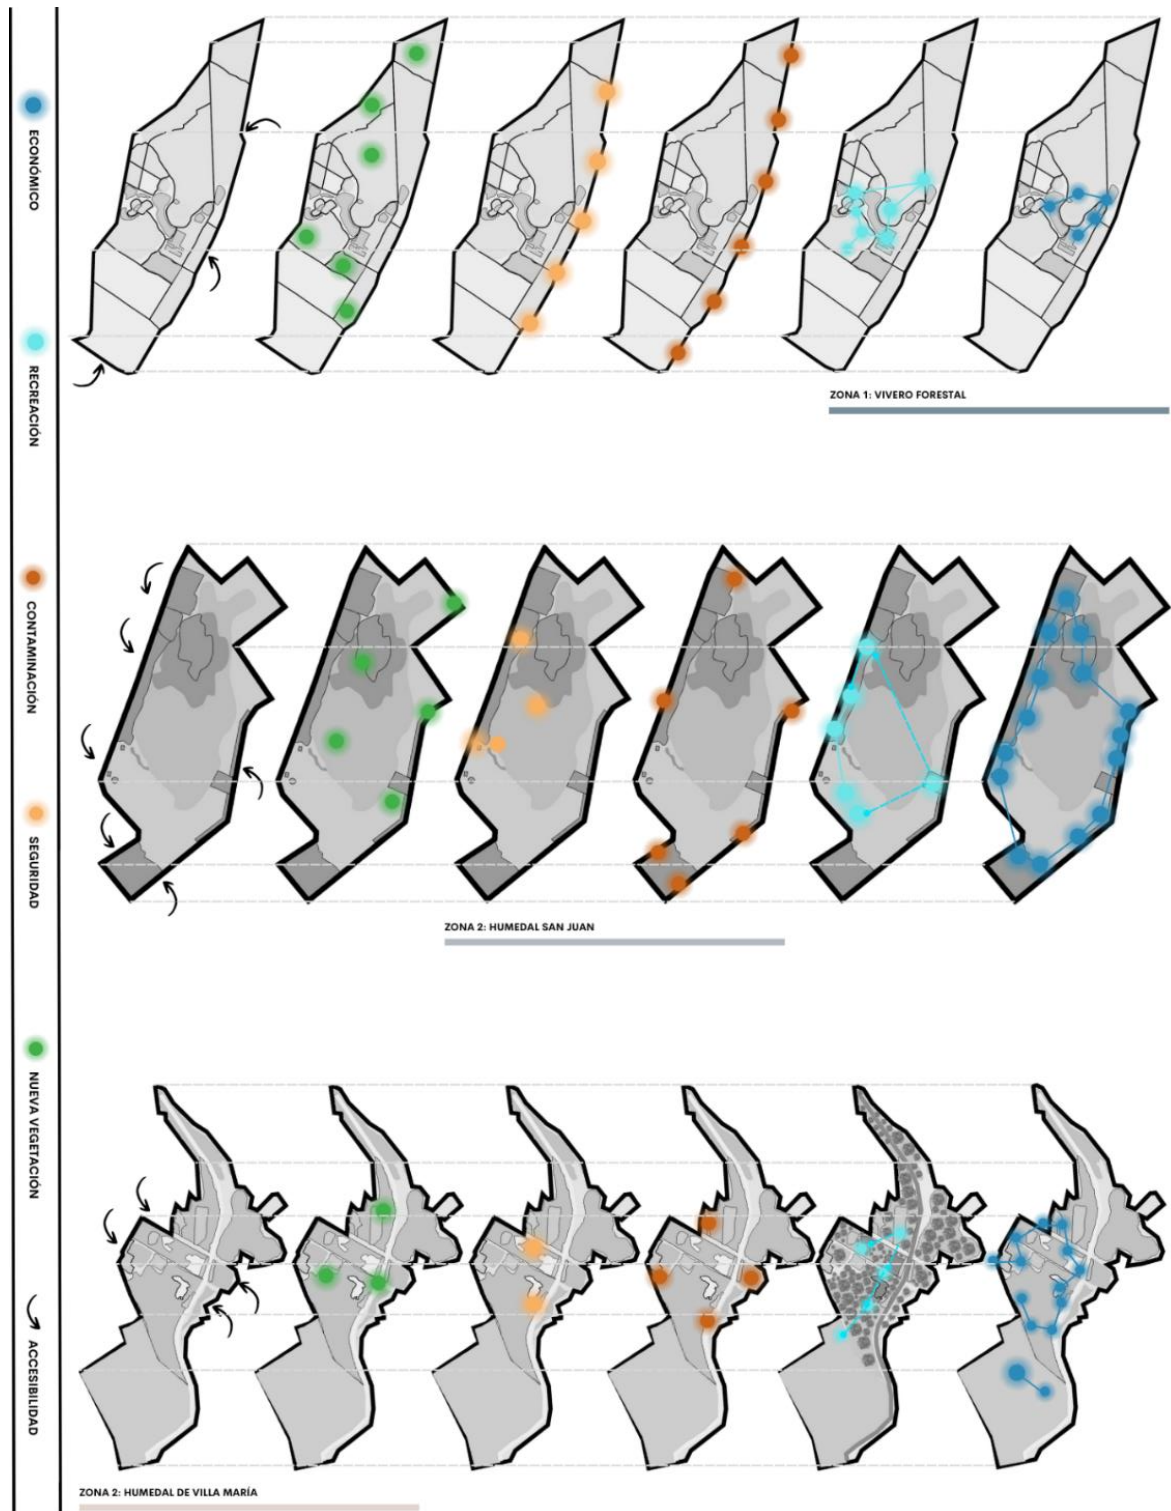 ECONÓMICO
RECREACIÓN
CONTAMINACIÓN
SEGURIDAD
NUEVA VEGETACIÓN
ACCESIBILIDAD
ZONA 1: VIVERO FORESTAL
ZONA 2: HUMEDAL SAN JUAN
ZONA 2: HUMEDAL DE VILLA MARÍA